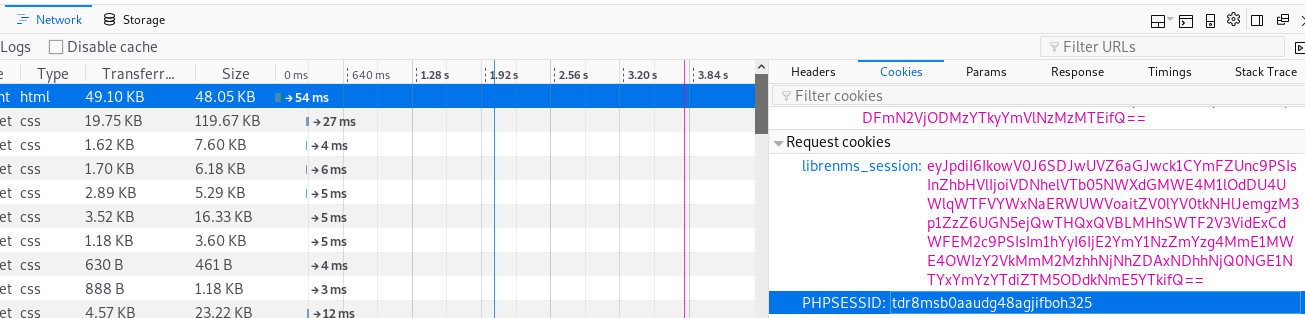 Network Storage
Logs Disable cache Filter URLs
e Type Transferr... Size 0 ms 640 ms 1.28 s 1.92 s 2.56 s 3.20 s 3.84 s
nt html 49.10 KB 48.05 KB → 54 ms
et css 19.75 KB 119.67 KB → 27 ms
et css 1.62 KB 7.60 KB → 4 ms
et css 1.70 KB 6.18 KB → 6 ms
et css 2.89 KB 5.29 KB → 5 ms
et css 3.52 KB 16.33 KB → 5 ms
et css 1.18 KB 3.60 KB → 5 ms
et css 630 B 461 B → 4 ms
et css 888 B 1.18 KB → 3 ms
et css 4.57 KB 23.22 KB → 12 ms
Headers Cookies Params Response Timings Stack Trace
Filter cookies
DFmN2VjODMzYTkyYmVlNzMzMTEifQ==
Request cookies
librenms_session: eyJpdiI6IkowV0J6SDJwUVZ6aGJwck1CYmFZUnc9PSIs
InZhbHVlIjoiVDNhelVTb05NWXdGMWE4M1lOdDU4U
WlqWTFVYWxNaERWUWVoaitZV0lYV0tkNHlJemgzM3
p1ZzZ6UGN5ejQwTHQxQVBLMHhSWTF2V3VidExCd
WFEM2c9PSIsIm1hYyI6IjE2YmY1NzZmYzg4MmE1MW
E4OWIzY2VkMmM2MzhhNjNhZDAxNDhhNjQ0NGE1N
TYxYmYzYTdiZTM5ODdkNmE5YTkifQ==
PHPSESSID: tdr8msb0aaudg48agjifboh325